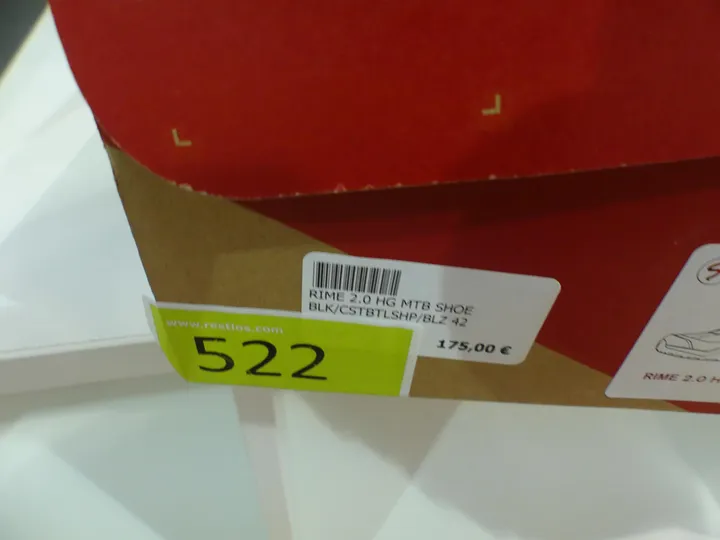 RIME 2.0 HG MTB SHOE
BLK/CSTBTLSHP/BLZ 42
175,00 €
www.restlos.com
522
S
RIME 2.0 H